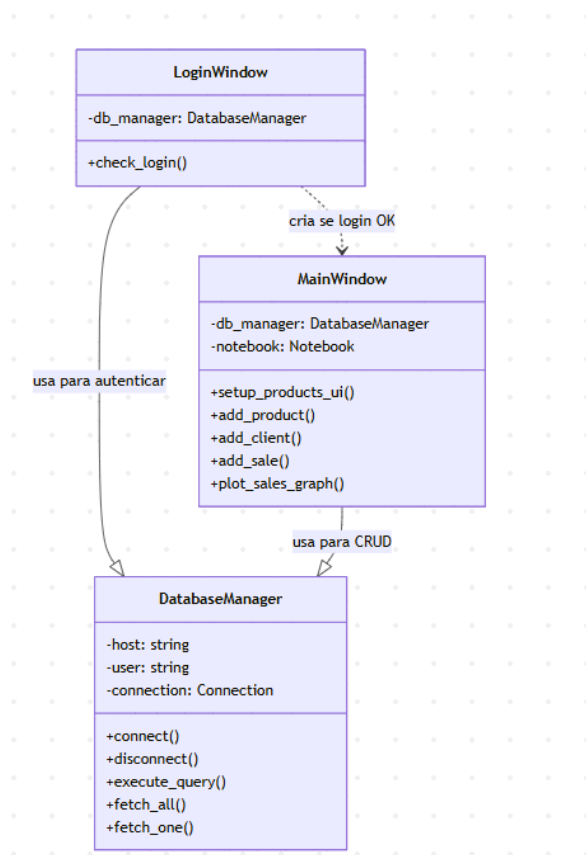 LoginWindow
-db_manager: DatabaseManager
+check_login()
cria se login OK
MainWindow
-db_manager: DatabaseManager
-notebook: Notebook
+setup_products_ui()
+add_product()
+add_client()
+add_sale()
+plot_sales_graph()
usa para autenticar
usa para CRUD
DatabaseManager
-host: string
-user: string
-connection: Connection
+connect()
+disconnect()
+execute_query()
+fetch_all()
+fetch_one()